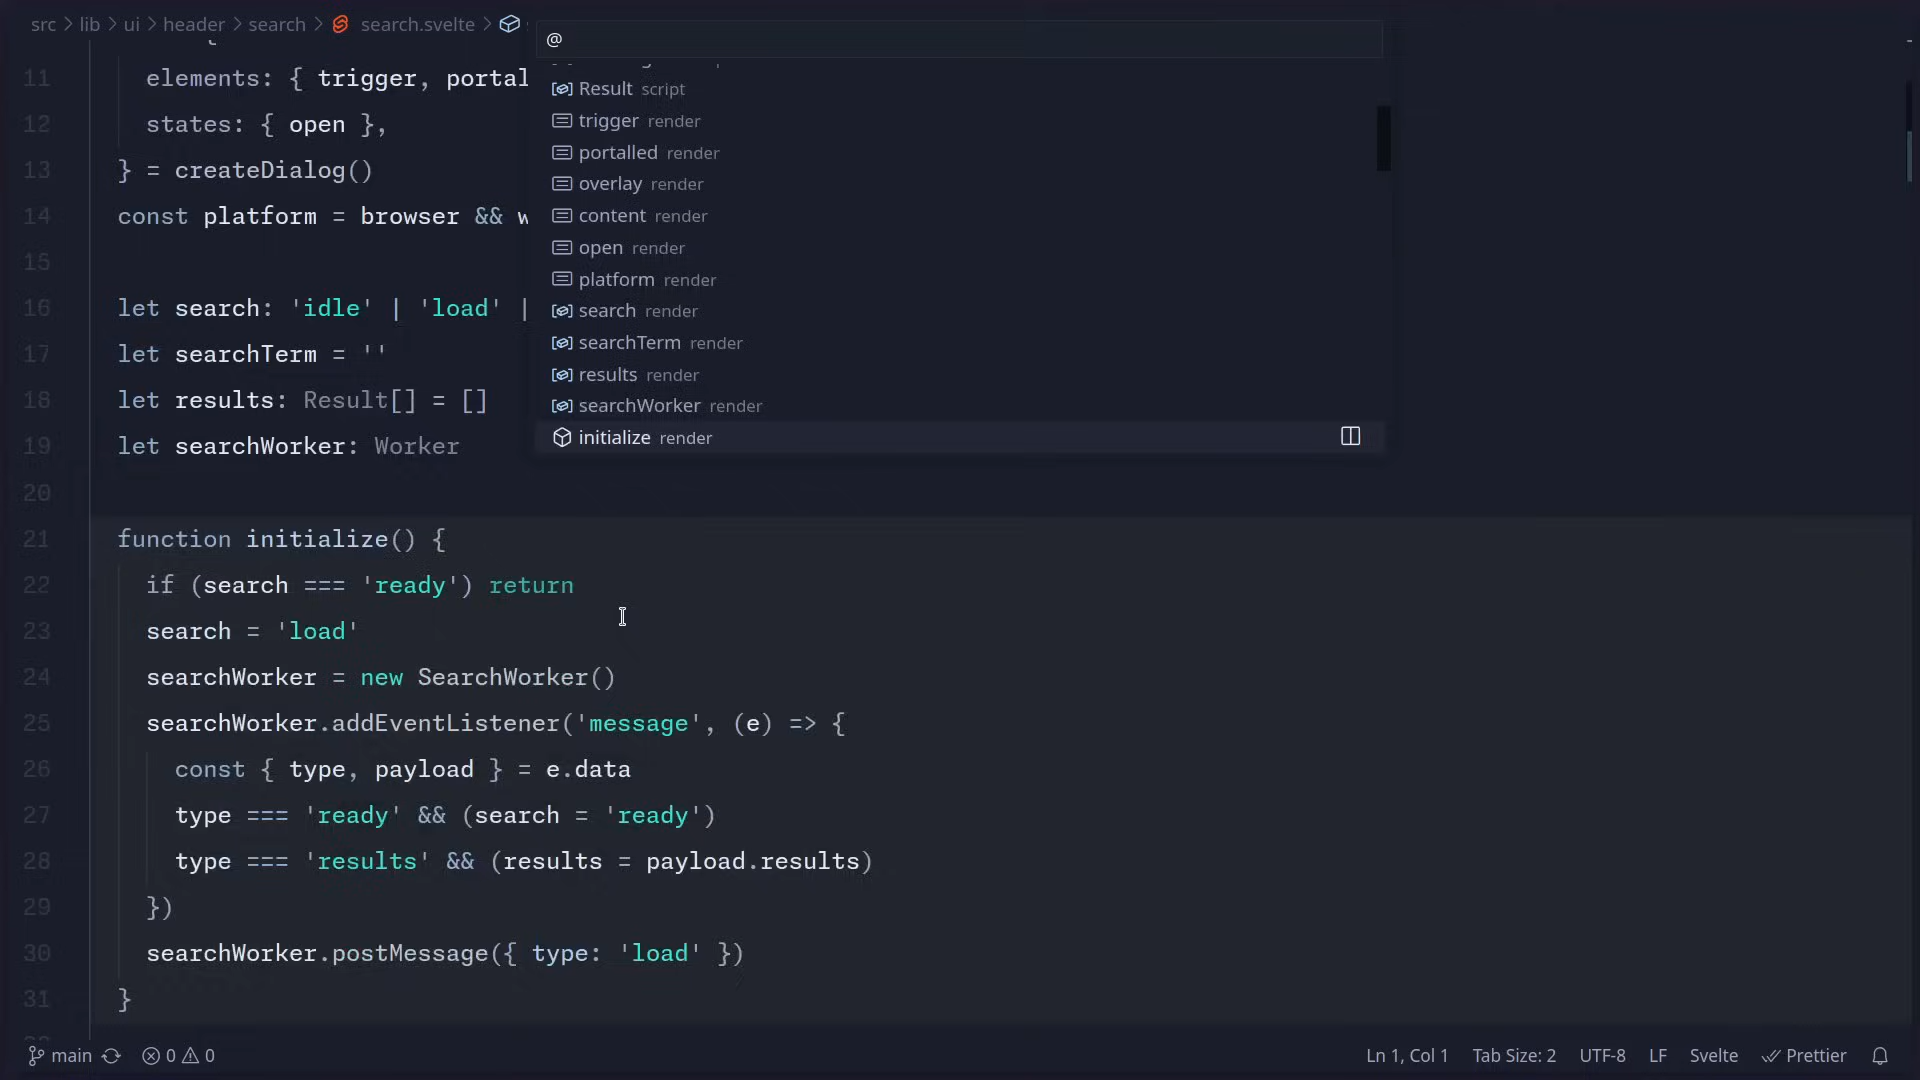 src > lib > ui > header > search > search.svelte >
@
Result script
trigger render
portalled render
overlay render
content render
open render
platform render
search render
searchTerm render
results render
searchWorker render
initialize render
11 elements: { trigger, portal
12 states: { open },
13 } = createDialog()
14 const platform = browser && w
15
16 let search: 'idle' | 'load' |
17 let searchTerm = ''
18 let results: Result[] = []
19 let searchWorker: Worker
20
21 function initialize() {
22 if (search === 'ready') return
23 search = 'load'
24 searchWorker = new SearchWorker()
25 searchWorker.addEventListener('message', (e) => {
26 const { type, payload } = e.data
27 type === 'ready' && (search = 'ready')
28 type === 'results' && (results = payload.results)
29 })
30 searchWorker.postMessage({ type: 'load' })
31 }
main 0 0 Ln 1, Col 1 Tab Size: 2 UTF-8 LF Svelte Prettier